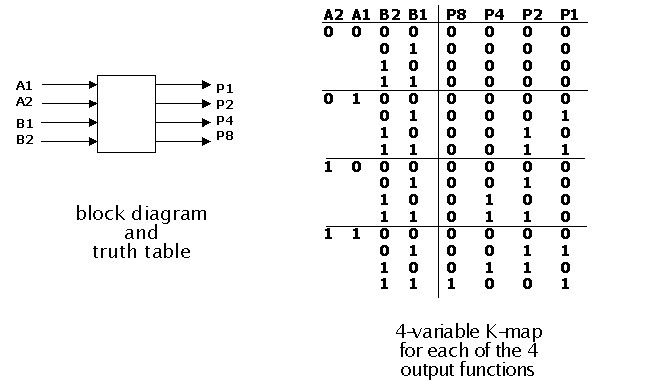 A2 A1 B2 B1 P8 P4 P2 P1
0 0 0 0 0 0 0 0
0 1 0 0 0 0
1 0 0 0 0 0
1 1 0 0 0 0
0 1 0 0 0 0 0 0
0 1 0 0 0 1
1 0 0 0 1 0
1 1 0 0 1 1
1 0 0 0 0 0 0 0
0 1 0 0 1 0
1 0 0 1 0 0
1 1 0 1 1 0
1 1 0 0 0 0 0 0
0 1 0 0 1 1
1 0 0 1 1 0
1 1 1 0 0 1
A1
A2
B1
B2
P1
P2
P4
P8
block diagram
and
truth table
4-variable K-map
for each of the 4
output functions